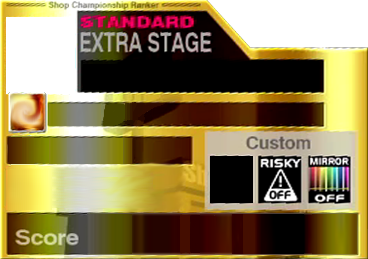 Shop Championship Ranker
STANDARD
EXTRA STAGE
Custom
RISKY
OFF
MIRROR
OFF
Score